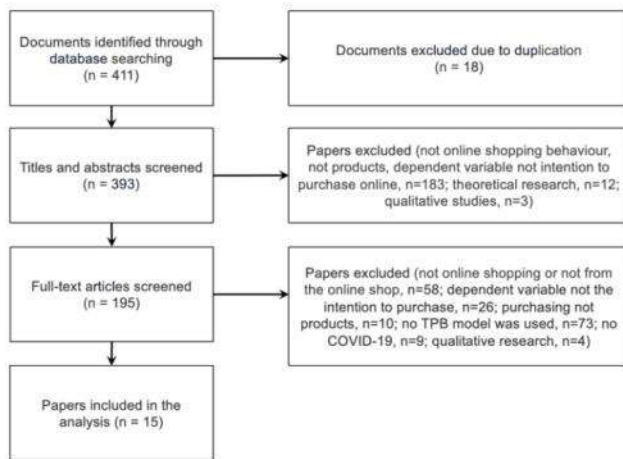 Documents identified through
database searching
(n = 411)
Documents excluded due to duplication
(n = 18)
Titles and abstracts screened
(n = 393)
Papers excluded (not online shopping behaviour,
not products, dependent variable not intention to
purchase online, n=183; theoretical research, n=12;
qualitative studies, n=3)
Full-text articles screened
(n = 195)
Papers excluded (not online shopping or not from
the online shop, n=58; dependent variable not the
intention to purchase, n=26; purchasing not
products, n=10; no TPB model was used, n=73; no
COVID-19, n=9; qualitative research, n=4)
Papers included in the
analysis (n = 15)